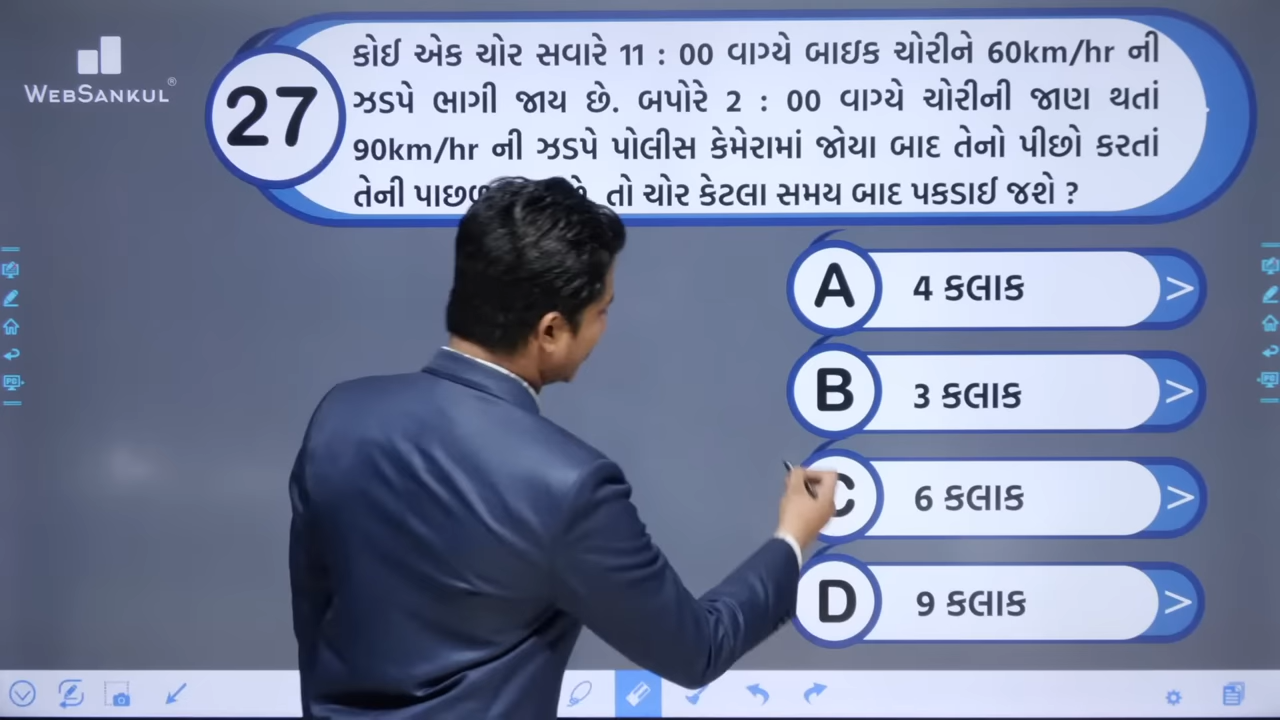 WEBSANKUL®
27
કોઈ એક ચોર સવારે 11 : 00 વાગ્યે બાઇક ચોરીને 60km/hr ની
ઝડપે ભાગી જાય છે. બપોરે 2 : 00 વાગ્યે ચોરીની જાણ થતાં
90km/hr ની ઝડપે પોલીસ કેમેરામાં જોયા બાદ તેનો પીછો કરતાં
તેની તો ચોર કેટલા સમય બાદ પકડાઈ જશે ?
A 4 કલાક >
B 3 કલાક >
C 6 કલાક >
D 9 કલાક >